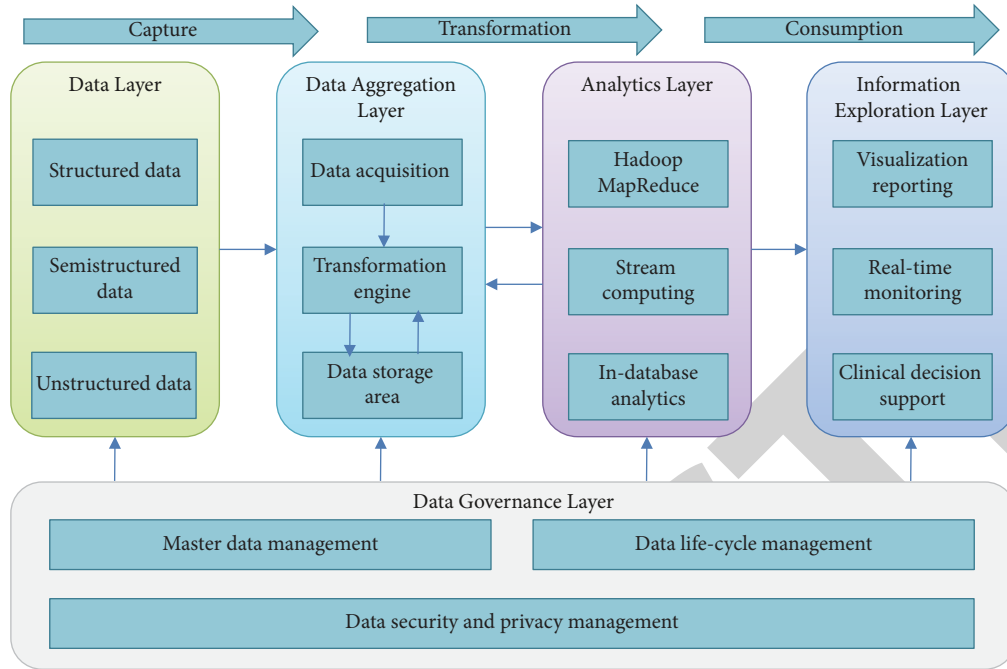 Capture
Transformation
Consumption
Data Layer
Structured data
Semistructured
data
Unstructured data
Data Aggregation
Layer
Data acquisition
Transformation
engine
Data storage
area
Analytics Layer
Hadoop
MapReduce
Stream
computing
In-database
analytics
Information
Exploration Layer
Visualization
reporting
Real-time
monitoring
Clinical decision
support
Data Governance Layer
Master data management
Data life-cycle management
Data security and privacy management